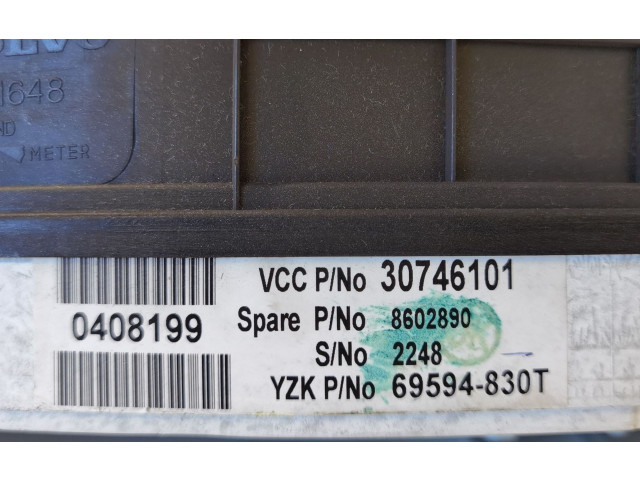 1648
METER
VCC P/No 30746101
0408199
Spare P/No 8602890
S/No 2248
YZK P/No 69594-830T